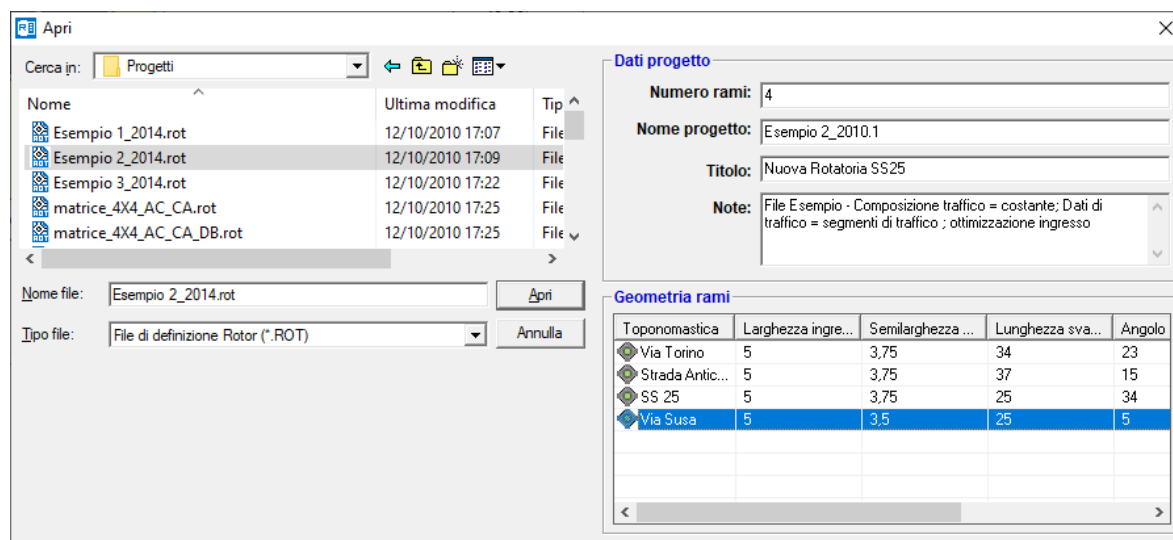 Apri
Cerca in: Progetti
Nome Ultima modifica Tip
Esempio 1_2014.rot 12/10/2010 17:07 File
Esempio 2_2014.rot 12/10/2010 17:09 File
Esempio 3_2014.rot 12/10/2010 17:22 File
matrice_4X4_AC_CA.rot 12/10/2010 17:25 File
matrice_4X4_AC_CA_DB.rot 12/10/2010 17:25 File
Nome file: Esempio 2_2014.rot Apri
Tipo file: File di definizione Rotor (*.ROT) Annulla
Dati progetto
Numero rami: 4
Nome progetto: Esempio 2_2010.1
Titolo: Nuova Rotatoria SS25
Note: File Esempio - Composizione traffico = costante; Dati di
traffico = segmenti di traffico ; ottimizzazione ingresso
Geometria rami
Toponomastica Larghezza ingre... Semilarghezza ... Lunghezza sva... Angolo
Via Torino 5 3,75 34 23
Strada Antic... 5 3,75 37 15
SS 25 5 3,75 25 34
Via Susa 5 3,5 25 5